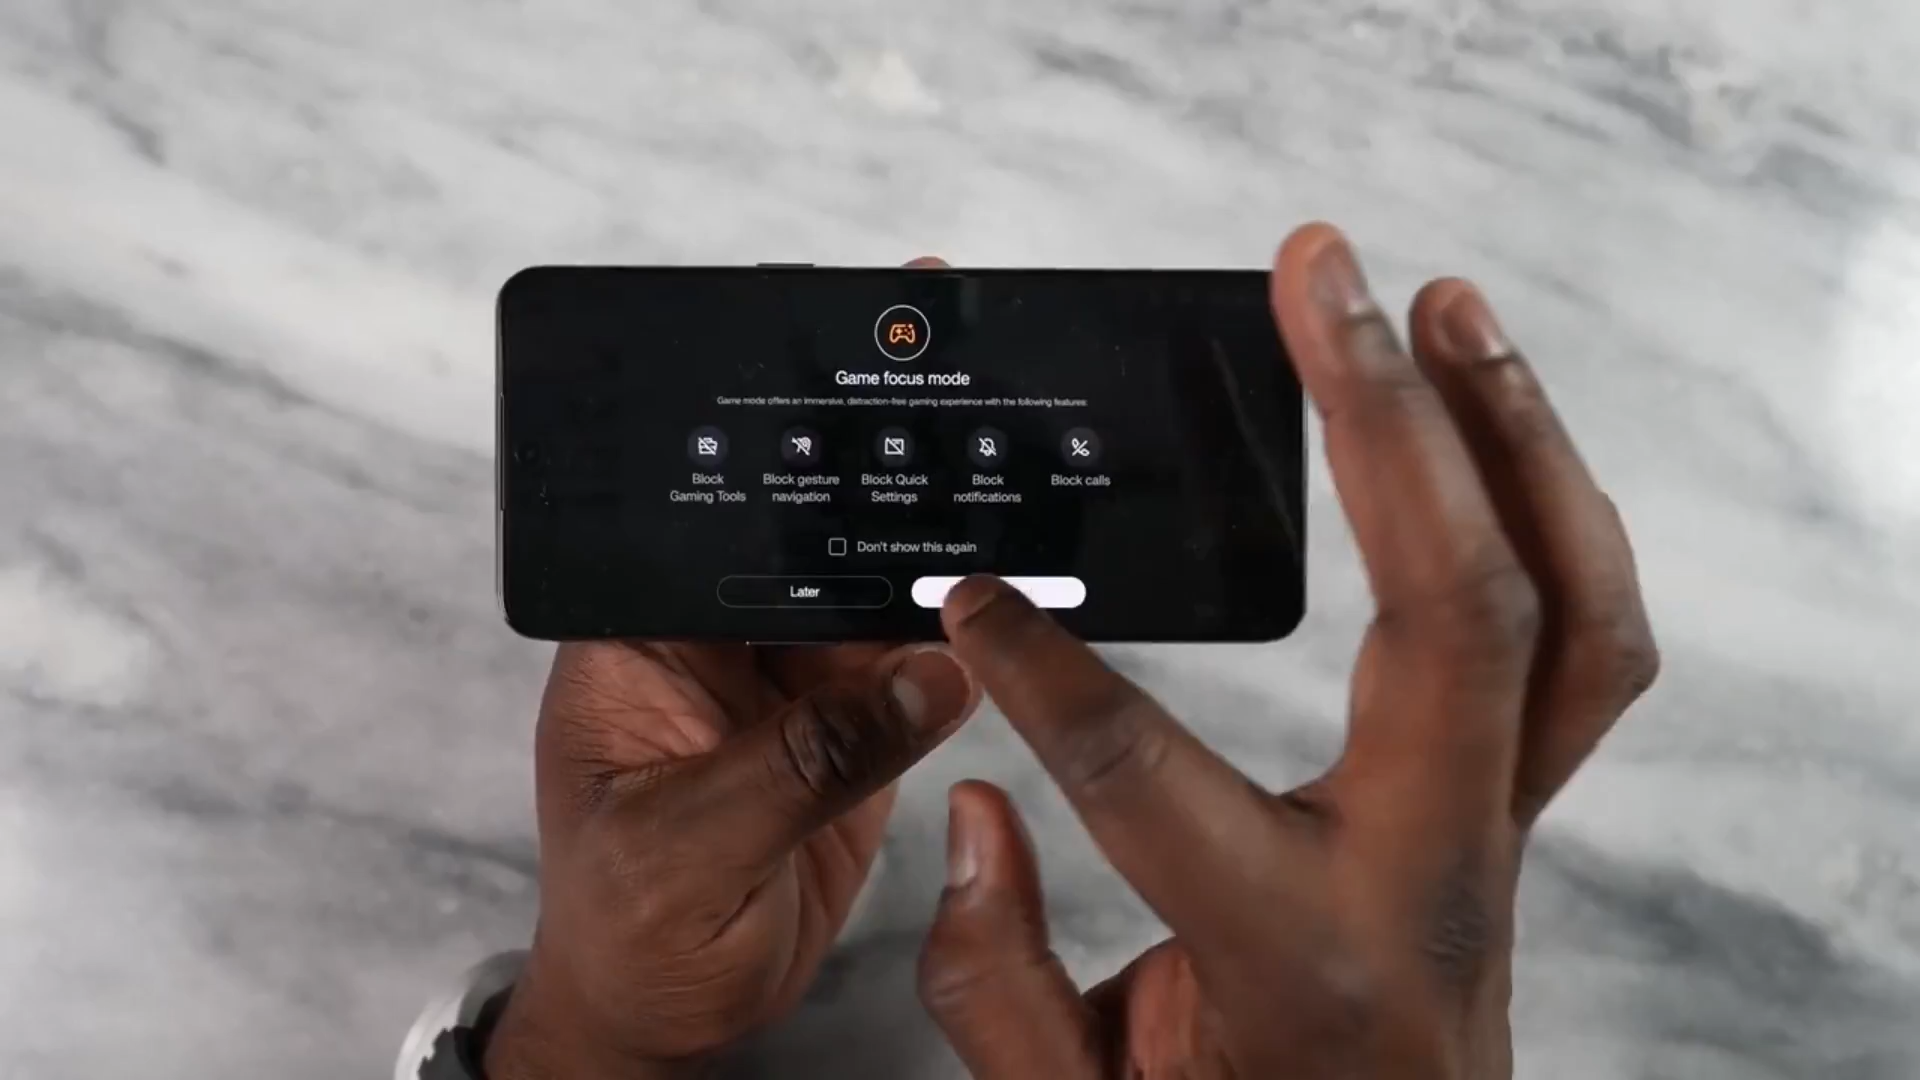 Game focus mode
Game mode offers an immersive, distraction-free gaming experience with the following features:
Block
Gaming Tools
Block gesture
navigation
Block Quick
Settings
Block
notifications
Block calls
Don't show this again
Later